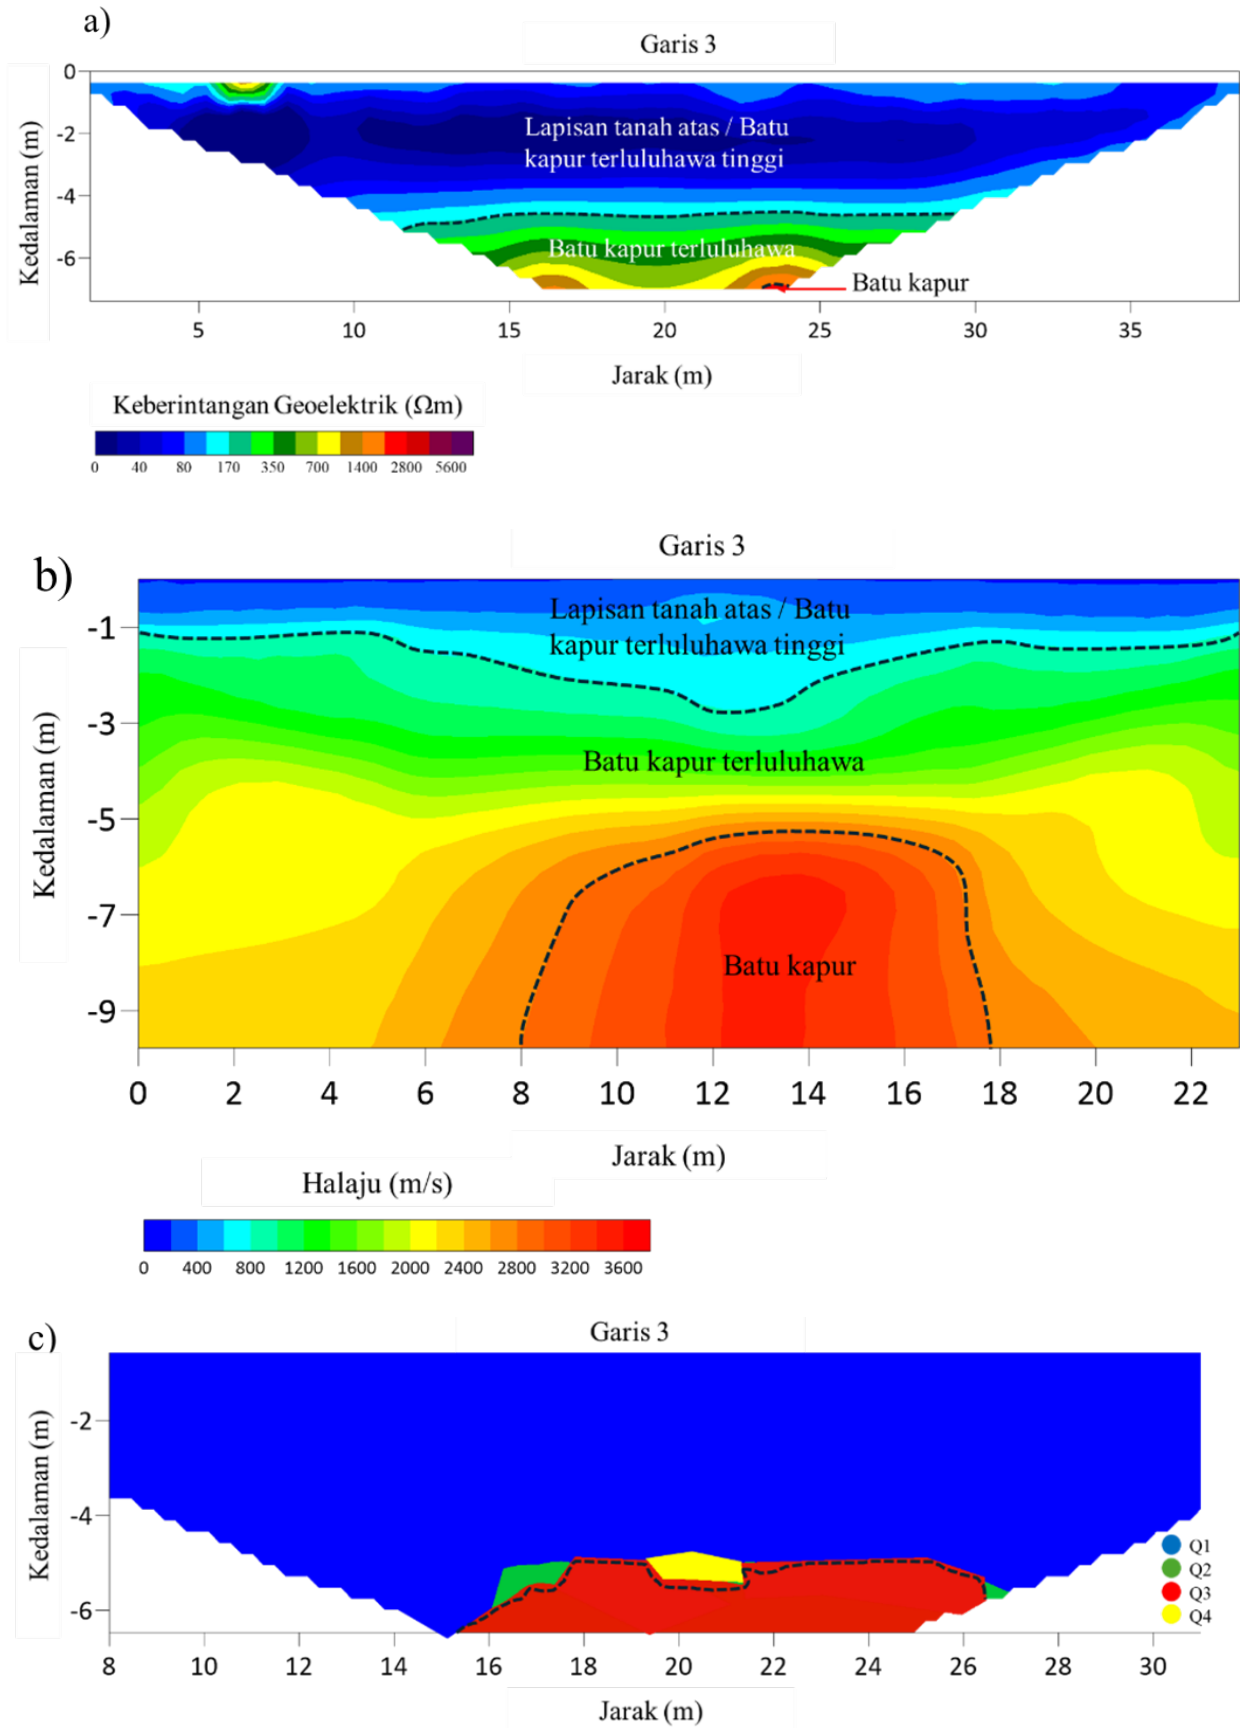 a)
Garis 3
Kedalaman (m)
0
-2
-4
-6
Lapisan tanah atas / Batu
kapur terluluhawa tinggi
Batu kapur terluluhawa
Batu kapur
5 10 15 20 25 30 35
Jarak (m)
Keberintangan Geoelektrik (Ωm)
0 40 80 170 350 700 1400 2800 5600
b)
Garis 3
Kedalaman (m)
-1
-3
-5
-7
-9
Lapisan tanah atas / Batu
kapur terluluhawa tinggi
Batu kapur terluluhawa
Batu kapur
0 2 4 6 8 10 12 14 16 18 20 22
Jarak (m)
Halaju (m/s)
0 400 800 1200 1600 2000 2400 2800 3200 3600
c)
Garis 3
Kedalaman (m)
-2
-4
-6
Q1
Q2
Q3
Q4
8 10 12 14 16 18 20 22 24 26 28 30
Jarak (m)